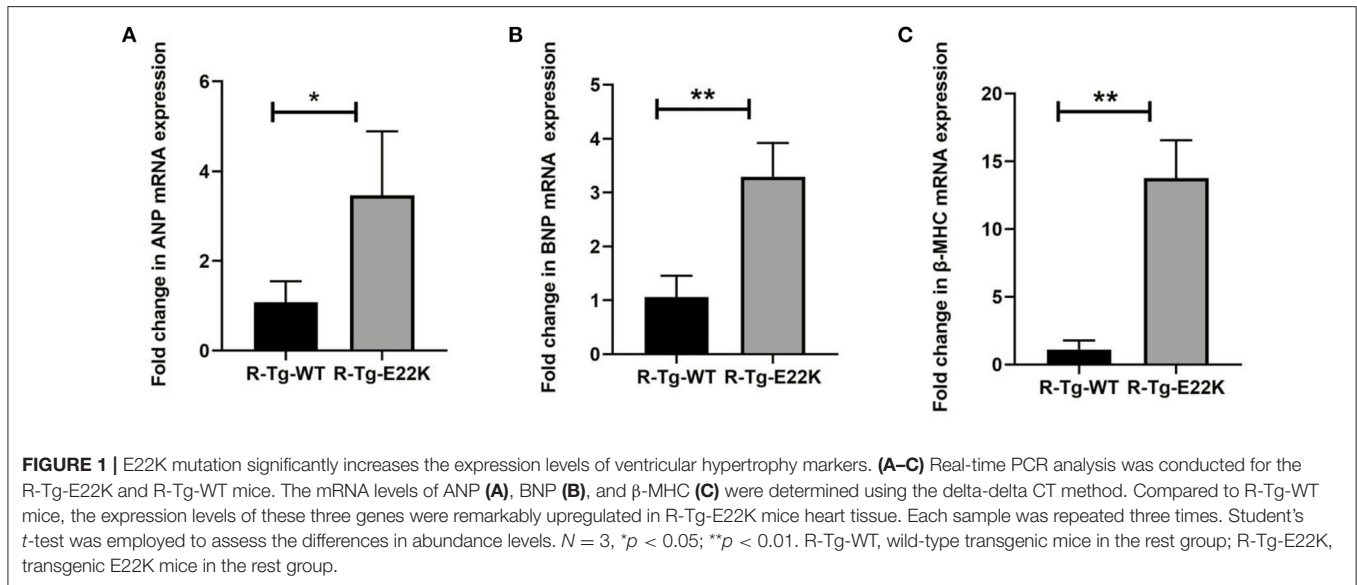 A
Fold change in ANP mRNA expression
6
4
2
0
*
R-Tg-WT R-Tg-E22K
B
Fold change in BNP mRNA expression
5
4
3
2
1
0
**
R-Tg-WT R-Tg-E22K
C
Fold change in β-MHC mRNA expression
20
15
10
5
0
**
R-Tg-WT R-Tg-E22K
FIGURE 1 | E22K mutation significantly increases the expression levels of ventricular hypertrophy markers. (A–C) Real-time PCR analysis was conducted for the
R-Tg-E22K and R-Tg-WT mice. The mRNA levels of ANP (A), BNP (B), and β-MHC (C) were determined using the delta-delta CT method. Compared to R-Tg-WT
mice, the expression levels of these three genes were remarkably upregulated in R-Tg-E22K mice heart tissue. Each sample was repeated three times. Student's
t-test was employed to assess the differences in abundance levels. N = 3, *p < 0.05; **p < 0.01. R-Tg-WT, wild-type transgenic mice in the rest group; R-Tg-E22K,
transgenic E22K mice in the rest group.